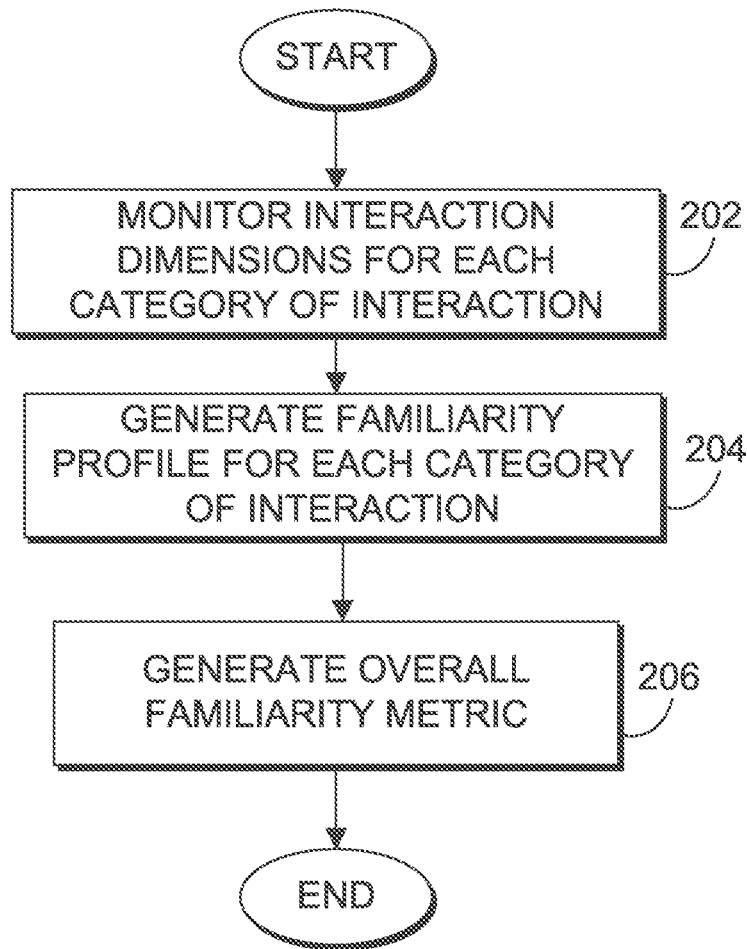 START
MONITOR INTERACTION
DIMENSIONS FOR EACH
CATEGORY OF INTERACTION
202
GENERATE FAMILIARITY
PROFILE FOR EACH CATEGORY
OF INTERACTION
204
GENERATE OVERALL
FAMILIARITY METRIC
206
END